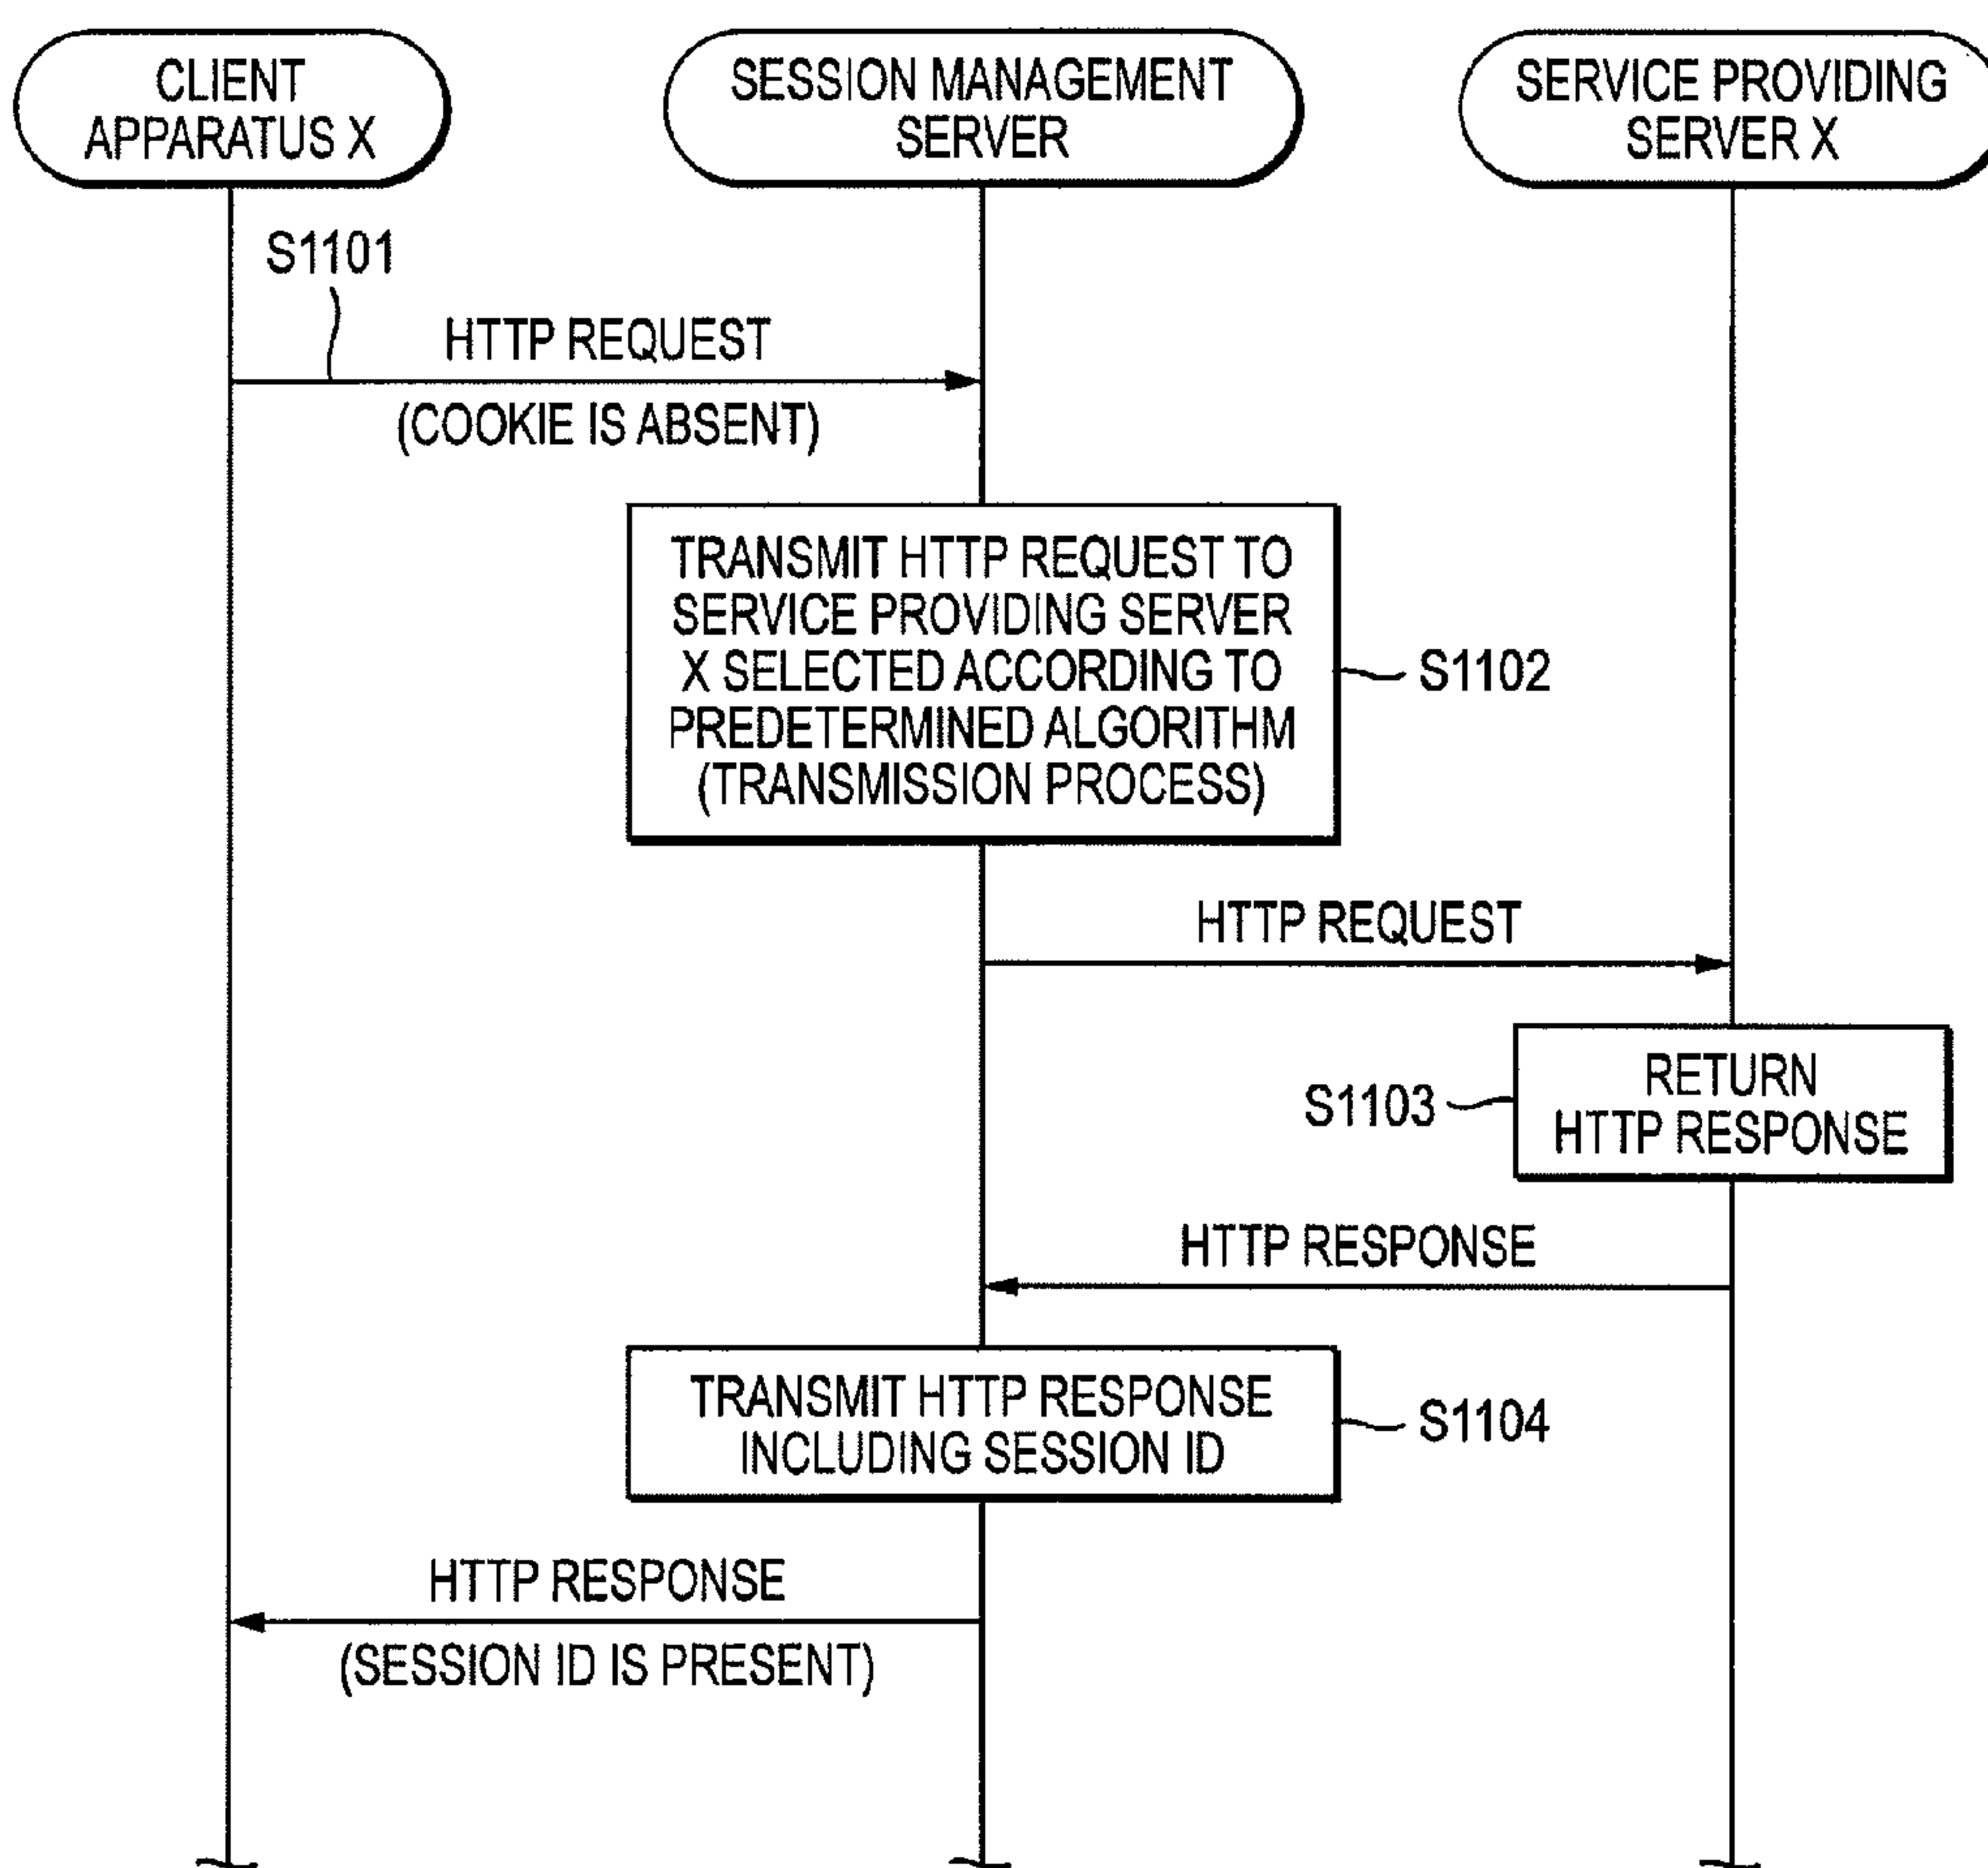 CLIENT
APPARATUS X
SESSION MANAGEMENT
SERVER
SERVICE PROVIDING
SERVER X
S1101
HTTP REQUEST
(COOKIE IS ABSENT)
TRANSMIT HTTP REQUEST TO
SERVICE PROVIDING SERVER
X SELECTED ACCORDING TO
PREDETERMINED ALGORITHM
(TRANSMISSION PROCESS)
S1102
HTTP REQUEST
RETURN
HTTP RESPONSE
S1103
HTTP RESPONSE
TRANSMIT HTTP RESPONSE
INCLUDING SESSION ID
S1104
HTTP RESPONSE
(SESSION ID IS PRESENT)